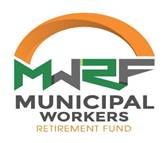 MWRF
MUNICIPAL
WORKERS
RETIREMENT FUND